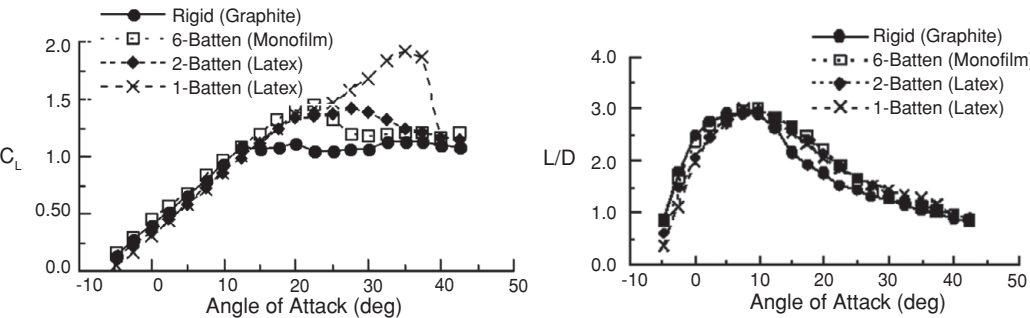 Rigid (Graphite)
6-Batten (Monofilm)
2-Batten (Latex)
1-Batten (Latex)
2.0
1.5
1.0
0.50
0.0
C_L
-10 0 10 20 30 40 50
Angle of Attack (deg)
Rigid (Graphite)
6-Batten (Monofilm)
2-Batten (Latex)
1-Batten (Latex)
4.0
3.0
2.0
1.0
0.0
L/D
-10 0 10 20 30 40 50
Angle of Attack (deg)